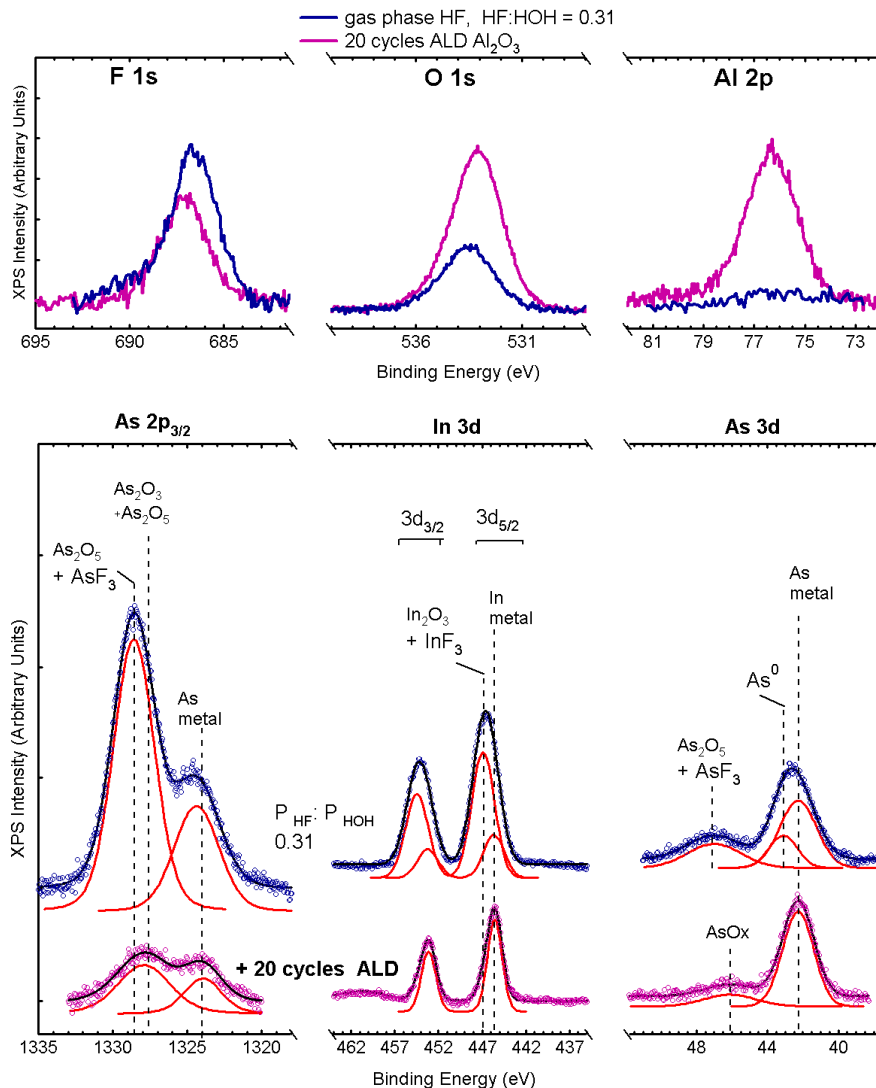 gas phase HF, HF:HOH = 0.31
20 cycles ALD Al₂O₃
F 1s
O 1s
Al 2p
XPS Intensity (Arbitrary Units)
695 690 685
536 531
81 79 77 75 73
Binding Energy (eV)
As 2p₃/₂
In 3d
As 3d
As₂O₃
+As₂O₅
3d₃/₂
3d₅/₂
As₂O₅
+ AsF₃
As
metal
In₂O₃
+ InF₃
In
metal
As
metal
As⁰
As₂O₅
+ AsF₃
P HF: P HOH
0.31
AsOx
+ 20 cycles ALD
XPS Intensity (Arbitrary Units)
1335 1330 1325 1320
462 457 452 447 442 437
48 44 40
Binding Energy (eV)